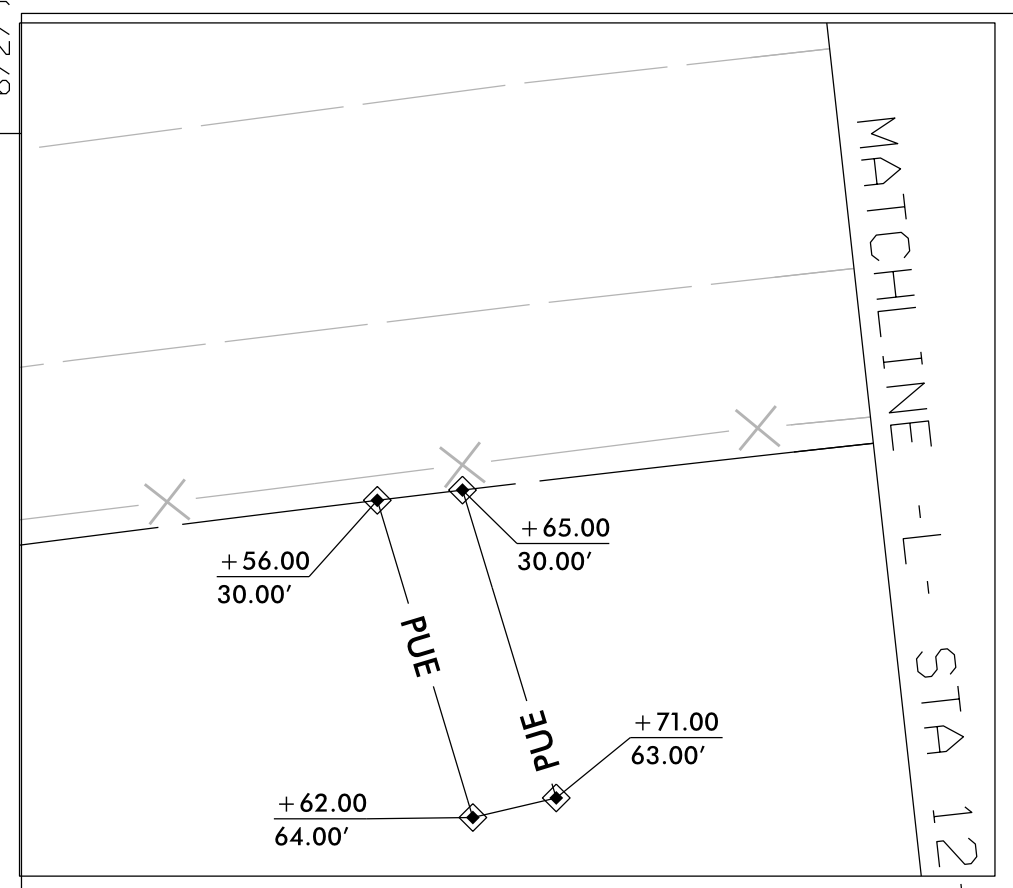 MATCHLINE -L- STA 12
+65.00
30.00′
+56.00
30.00′
PUE
PUE
+71.00
63.00′
+62.00
64.00′